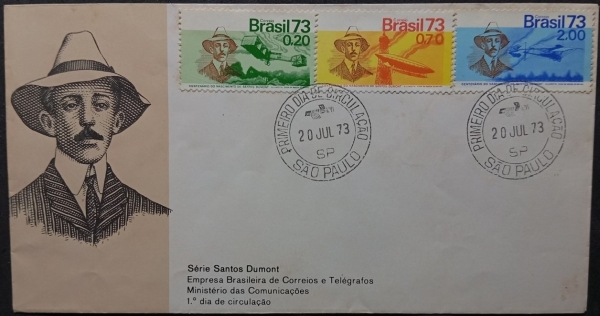 Brasil 73
0.20
Brasil 73
0.70
Brasil 73
2.00
PRIMEIRO DIA DE CIRCULAÇÃO
20 JUL 73
SP
SÃO PAULO
PRIMEIRO DIA DE CIRCULAÇÃO
20 JUL 73
SP
SÃO PAULO
Série Santos Dumont
Empresa Brasileira de Correios e Telégrafos
Ministério das Comunicações
1.º dia de circulação